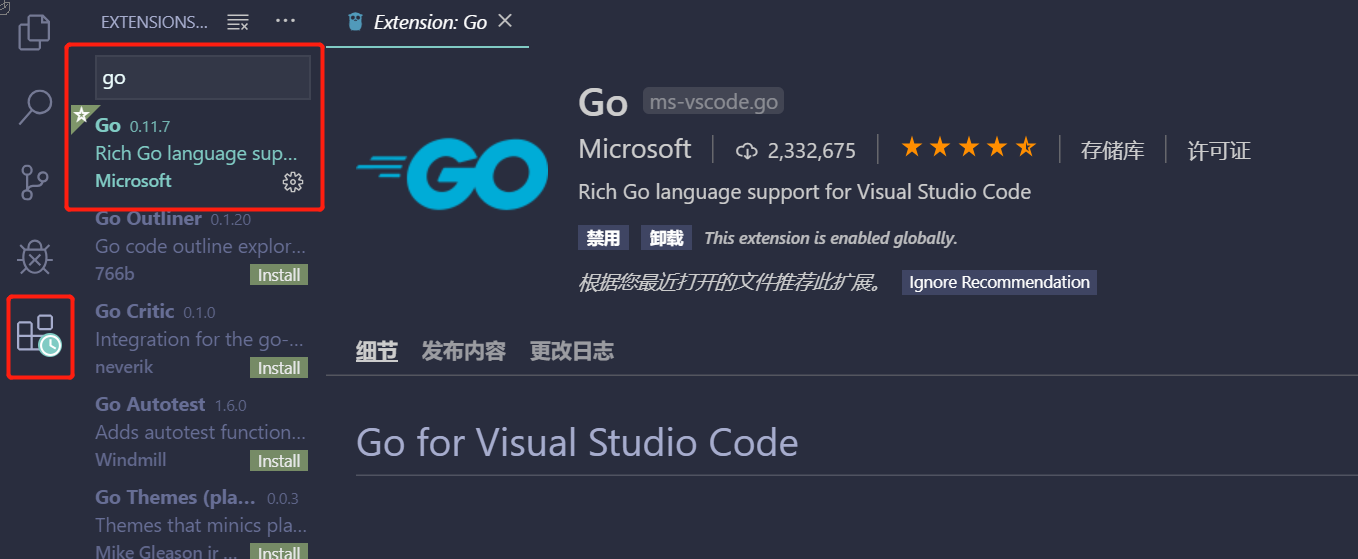 EXTENSIONS...
go
Go 0.11.7
Rich Go language sup...
Microsoft
Go Outliner 0.1.20
Go code outline explor...
766b Install
Go Critic 0.1.0
Integration for the go-...
neverik Install
Go Autotest 1.6.0
Adds autotest function...
Windmill Install
Go Themes (pla... 0.0.3
Themes that minics pla...
Mike Gleason jr ... Install
Extension: Go
GO
Go ms-vscode.go
Microsoft 2,332,675 存储库 许可证
Rich Go language support for Visual Studio Code
禁用 卸载 This extension is enabled globally.
根据您最近打开的文件推荐此扩展。 Ignore Recommendation
细节 发布内容 更改日志
Go for Visual Studio Code